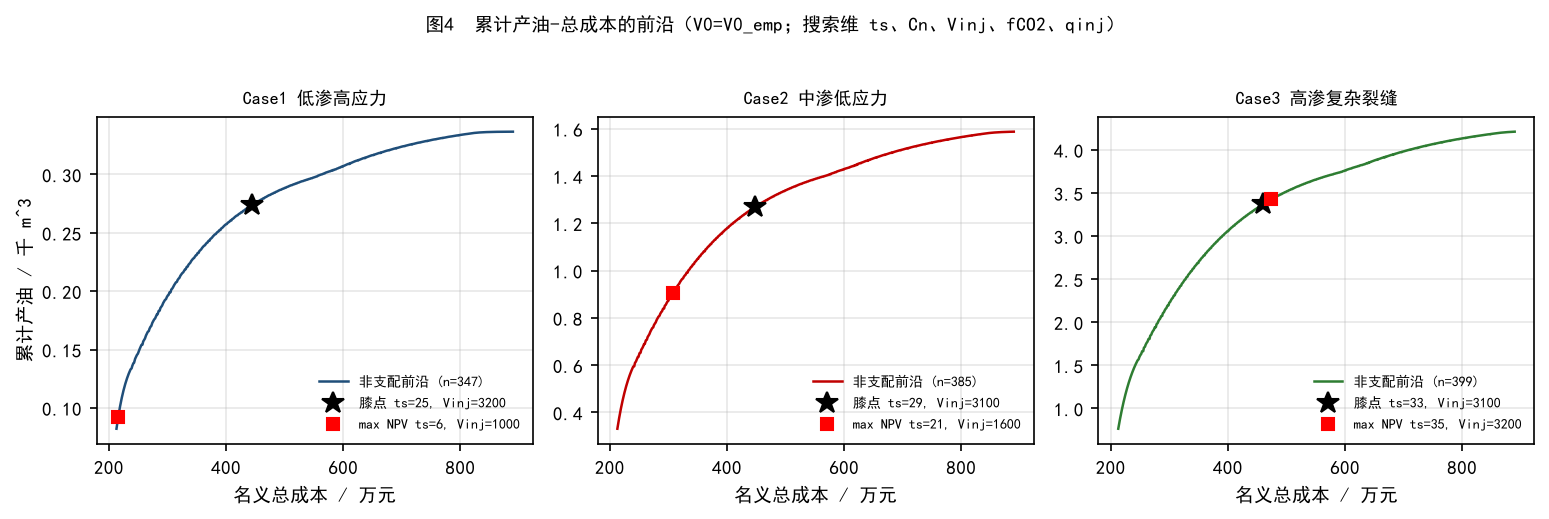 图4  累计产油-总成本的前沿（V0=V0_emp；搜索维 ts、Cn、Vinj、fCO2、qinj）
Case1 低渗高应力
累计产油 / 千 m^3
0.30
0.25
0.20
0.15
0.10
非支配前沿 (n=347)
膝点 ts=25, Vinj=3200
max NPV ts=6, Vinj=1000
200 400 600 800
名义总成本 / 万元
Case2 中渗低应力
1.6
1.4
1.2
1.0
0.8
0.6
0.4
非支配前沿 (n=385)
膝点 ts=29, Vinj=3100
max NPV ts=21, Vinj=1600
200 400 600 800
名义总成本 / 万元
Case3 高渗复杂裂缝
4.0
3.5
3.0
2.5
2.0
1.5
1.0
非支配前沿 (n=399)
膝点 ts=33, Vinj=3100
max NPV ts=35, Vinj=3200
200 400 600 800
名义总成本 / 万元